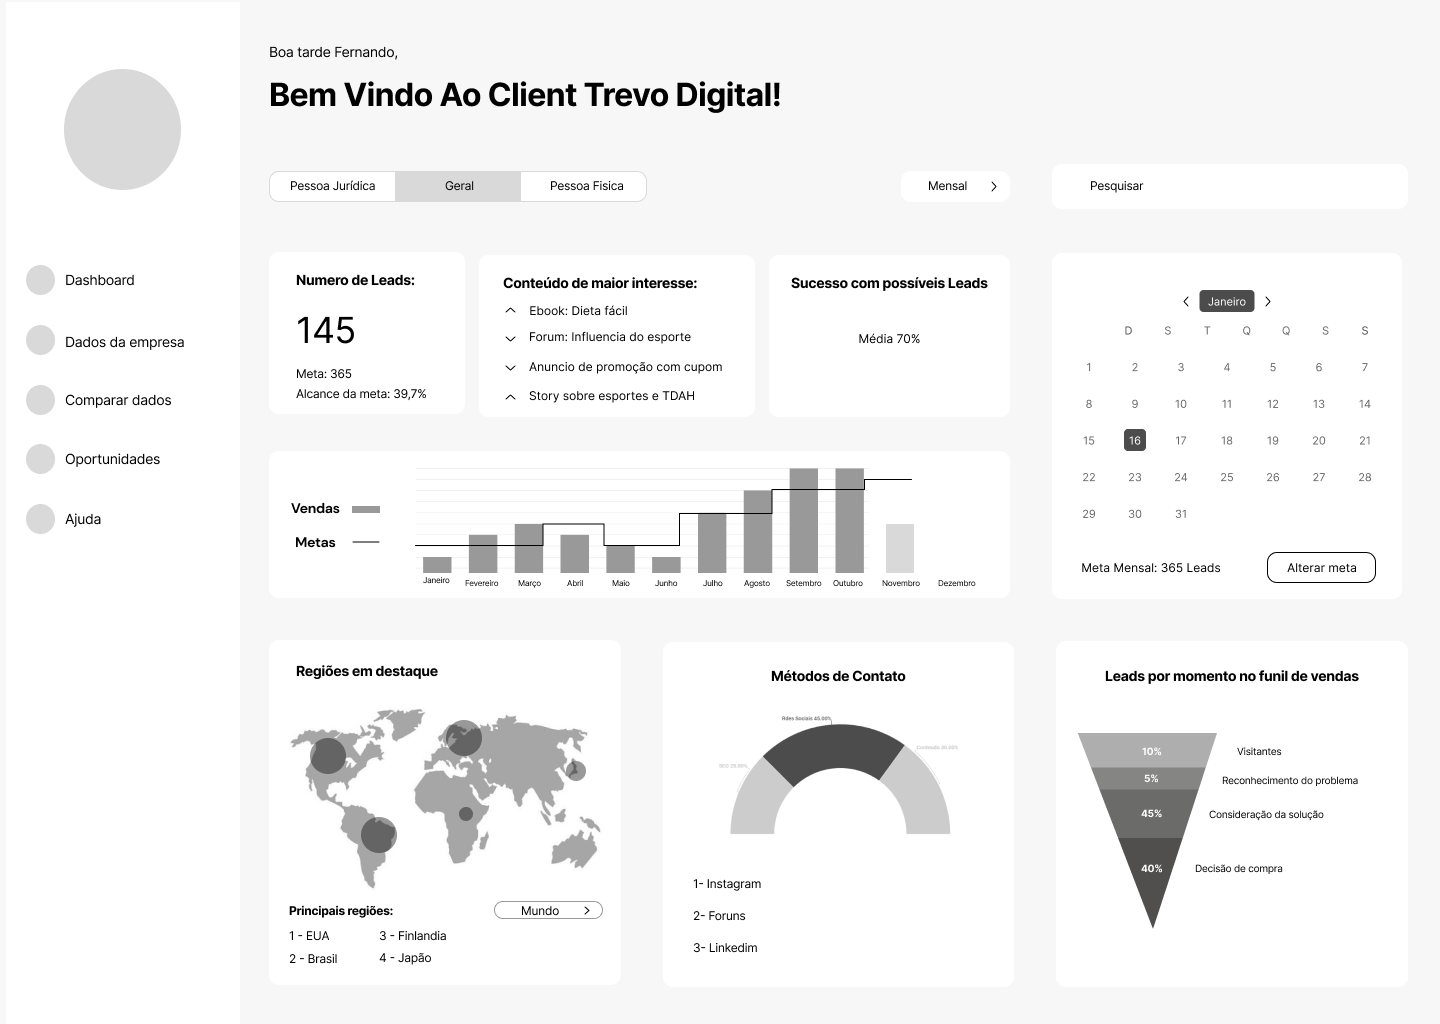 Boa tarde Fernando,
Bem Vindo Ao Client Trevo Digital!
Dashboard
Dados da empresa
Comparar dados
Oportunidades
Ajuda
Pessoa Jurídica Geral Pessoa Fisica
Mensal
Pesquisar
Numero de Leads:
145
Meta: 365
Alcance da meta: 39,7%
Conteúdo de maior interesse:
Ebook: Dieta fácil
Forum: Influencia do esporte
Anuncio de promoção com cupom
Story sobre esportes e TDAH
Sucesso com possíveis Leads
Média 70%
Janeiro
D S T Q Q S S
1 2 3 4 5 6 7
8 9 10 11 12 13 14
15 16 17 18 19 20 21
22 23 24 25 26 27 28
29 30 31
Meta Mensal: 365 Leads
Alterar meta
Vendas
Metas
Janeiro Fevereiro Março Abril Maio Junho Julho Agosto Setembro Outubro Novembro Dezembro
Regiões em destaque
Principais regiões:
Mundo
1 - EUA
2 - Brasil
3 - Finlandia
4 - Japão
Métodos de Contato
Sociais 45.00%
1- Instagram
2- Foruns
3- Linkedim
Leads por momento no funil de vendas
10% Visitantes
5% Reconhecimento do problema
45% Consideração da solução
40% Decisão de compra